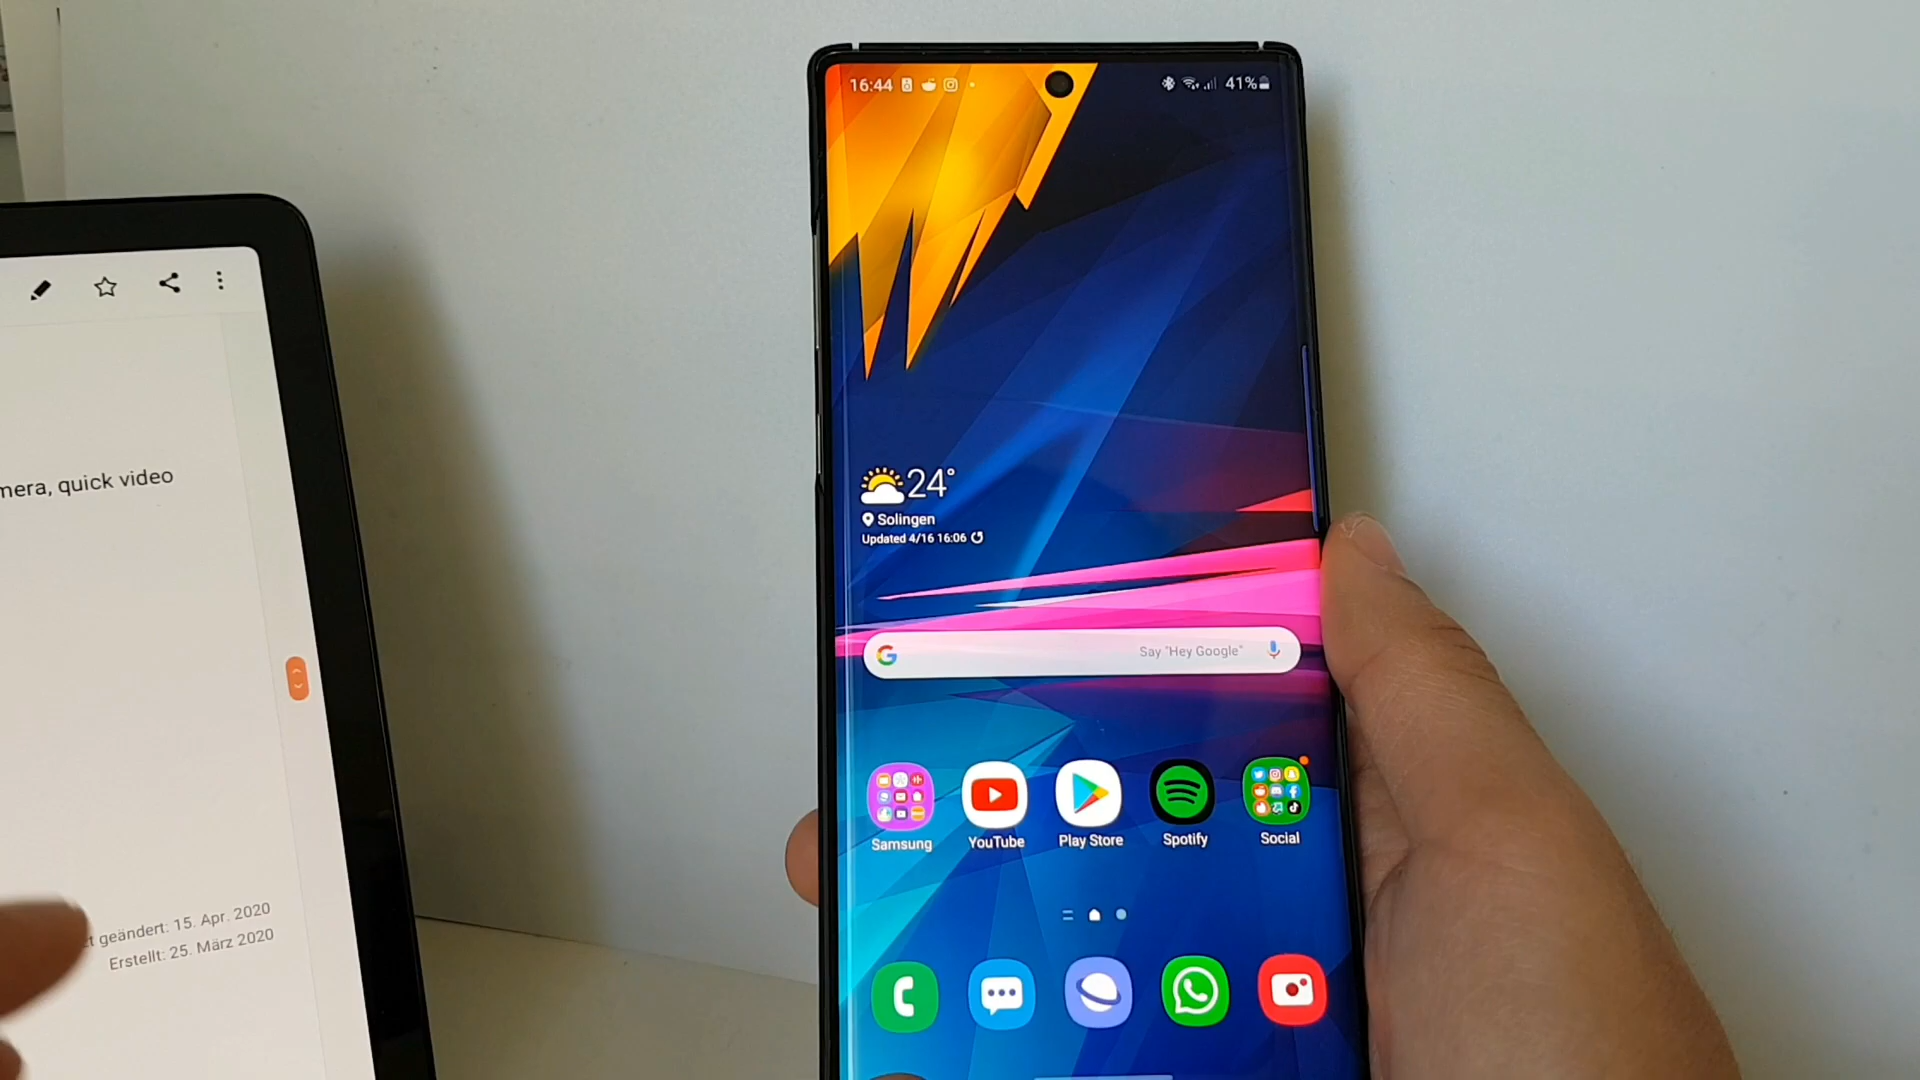 mera, quick video
geändert: 15. Apr. 2020
Erstellt: 25. März 2020
16:44
41%
24°
Solingen
Updated 4/16 16:06
Say "Hey Google"
Samsung
YouTube
Play Store
Spotify
Social